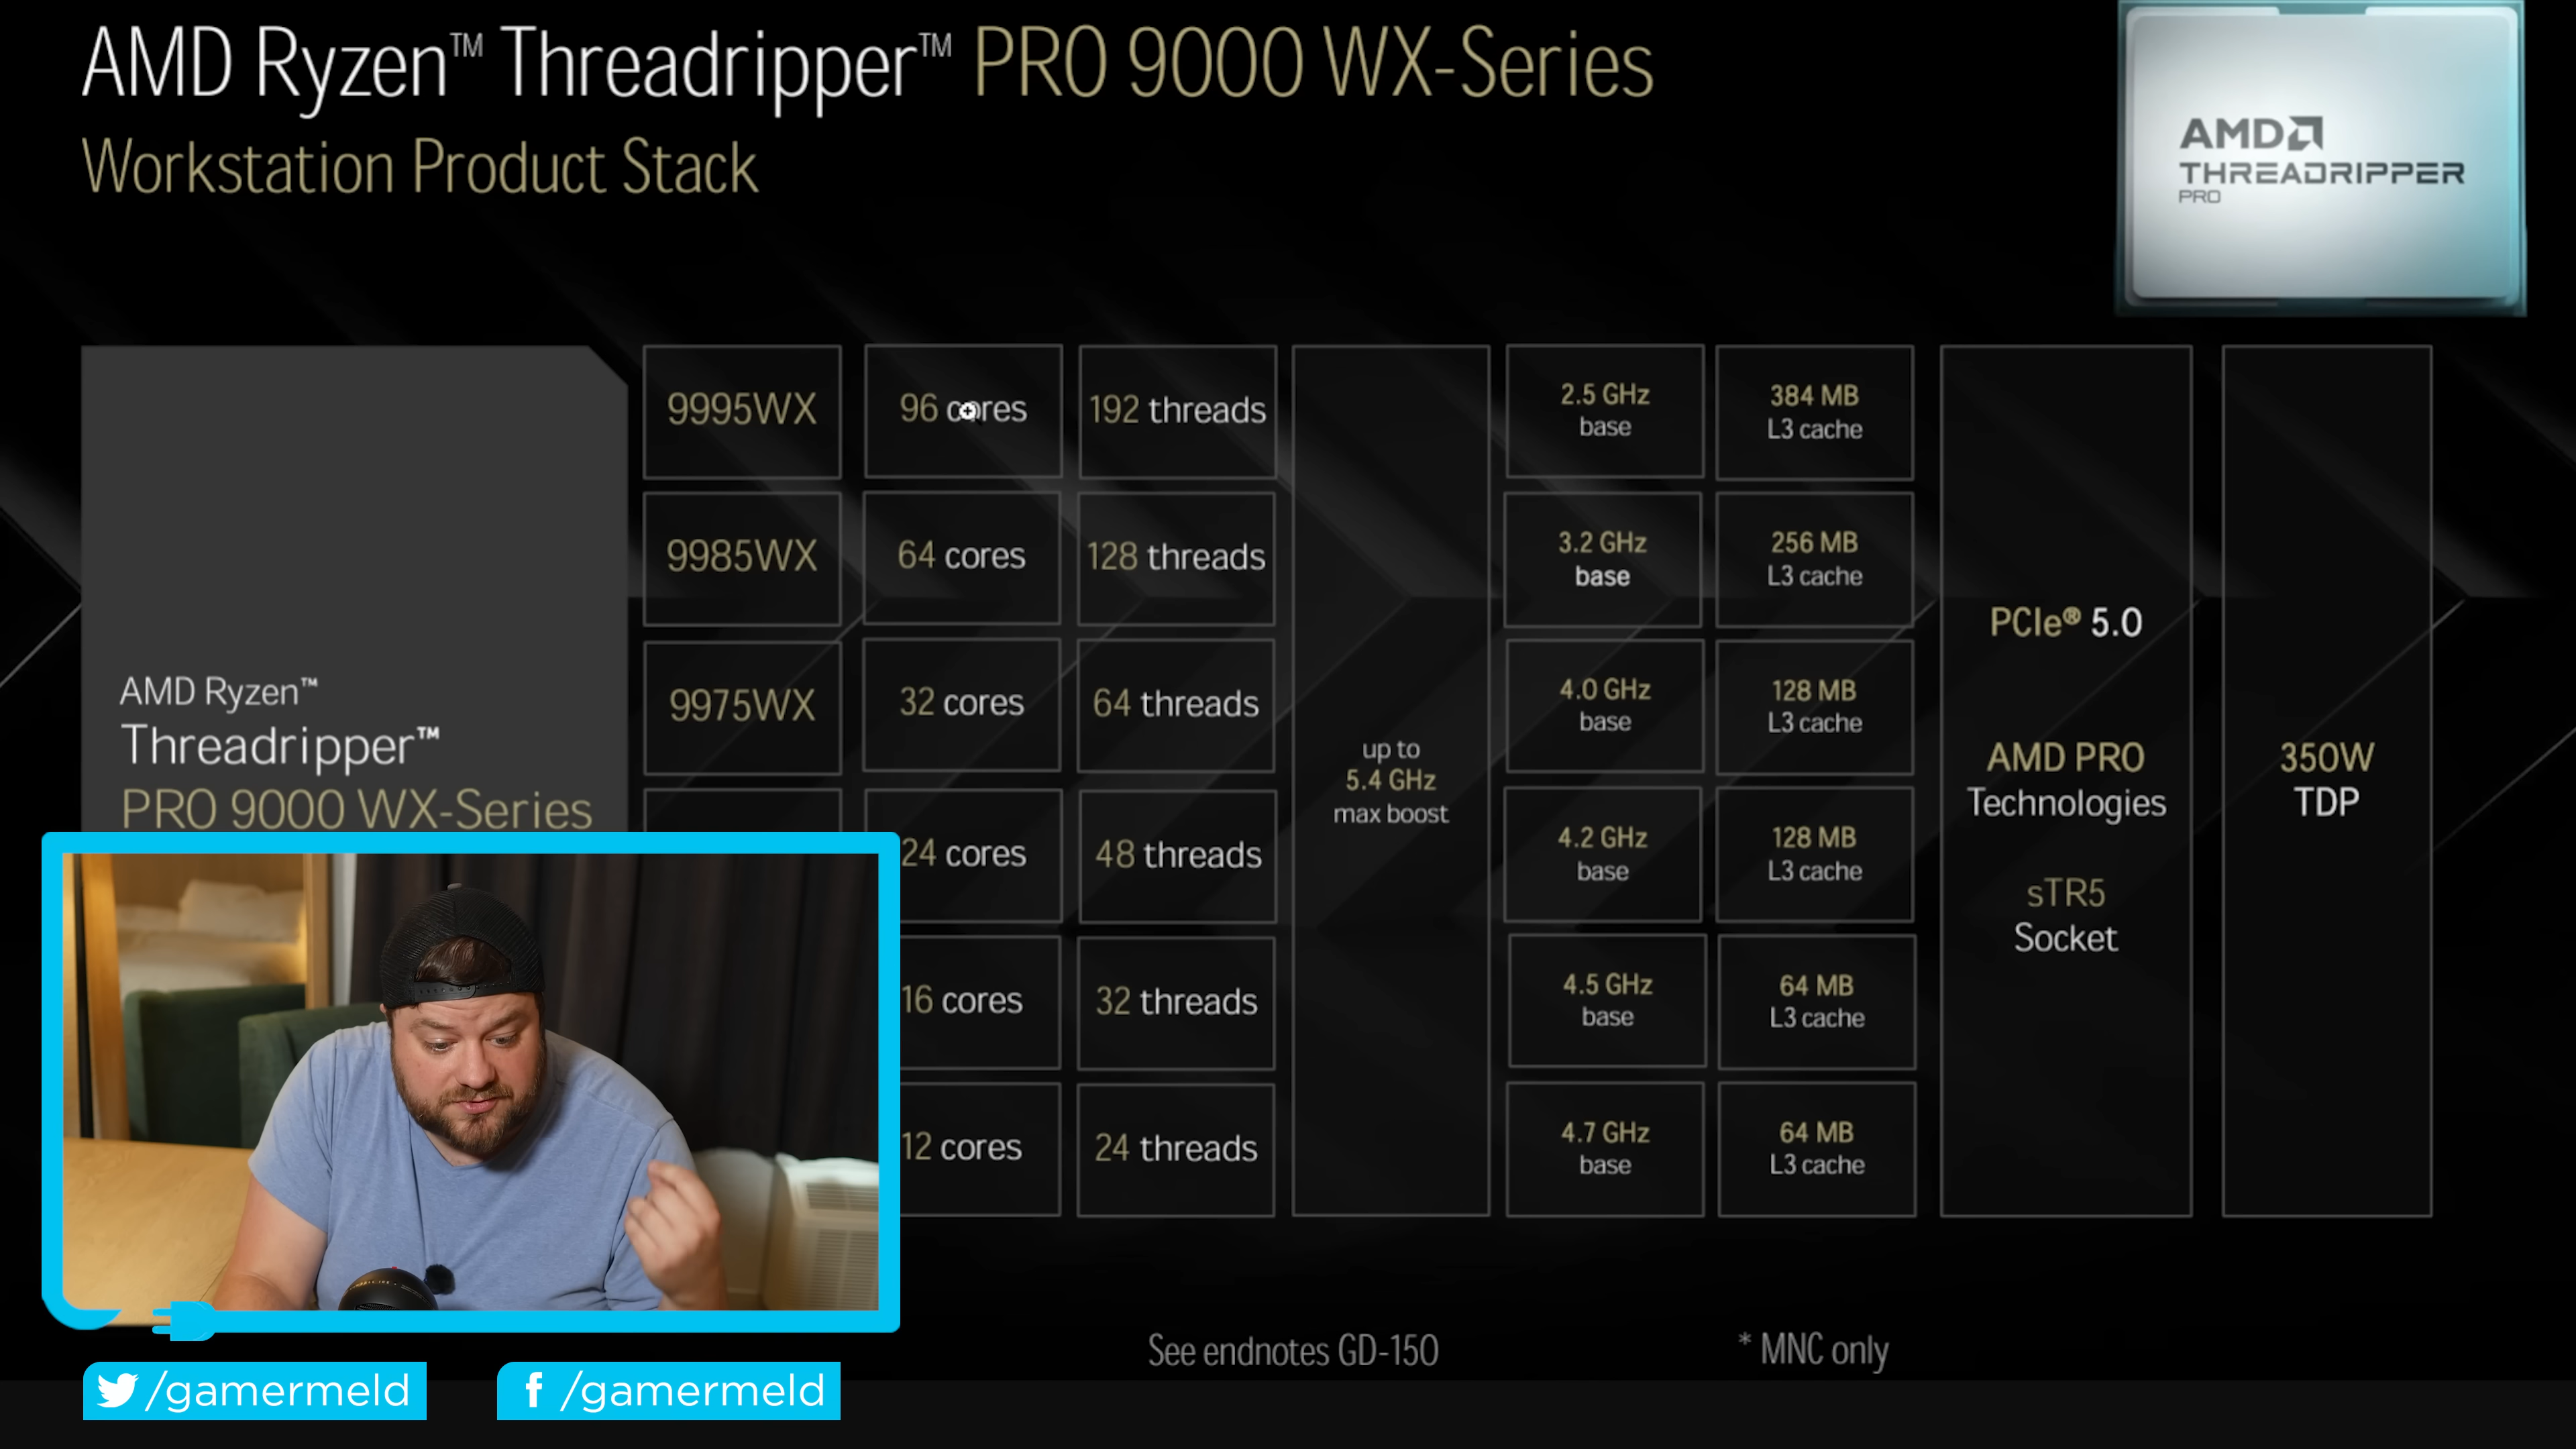 AMD Ryzen™ Threadripper™ PRO 9000 WX-Series
Workstation Product Stack
AMD
THREADRIPPER
PRO
AMD Ryzen™
Threadripper™
PRO 9000 WX-Series
9995WX
96 cores
192 threads
2.5 GHz
base
384 MB
L3 cache
9985WX
64 cores
128 threads
3.2 GHz
base
256 MB
L3 cache
9975WX
32 cores
64 threads
4.0 GHz
base
128 MB
L3 cache
24 cores
48 threads
4.2 GHz
base
128 MB
L3 cache
16 cores
32 threads
4.5 GHz
base
64 MB
L3 cache
12 cores
24 threads
4.7 GHz
base
64 MB
L3 cache
up to
5.4 GHz
max boost
PCIe® 5.0
AMD PRO
Technologies
sTR5
Socket
350W
TDP
See endnotes GD-150
* MNC only
/gamermeld
f /gamermeld